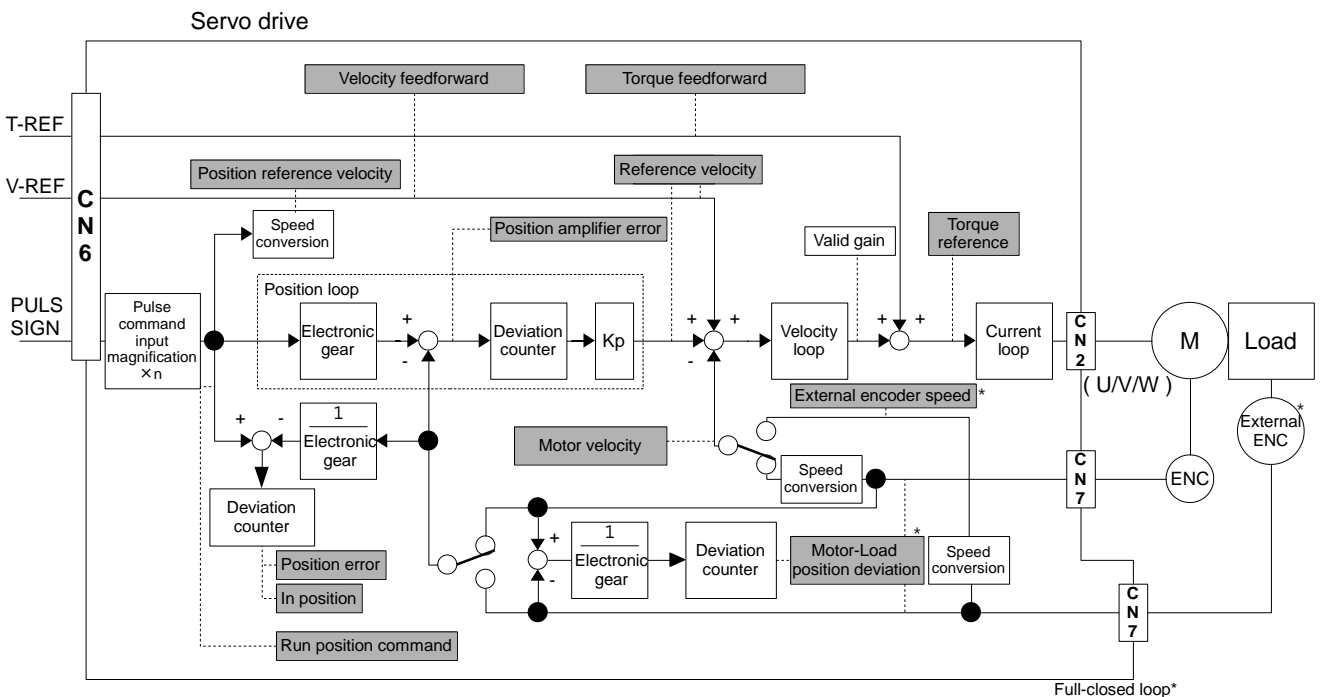 Servo drive
Velocity feedforward
Torque feedforward
T-REF
Position reference velocity
Reference velocity
V-REF
C
N
6
Speed
conversion
Position amplifier error
Valid gain
Torque
reference
PULS
SIGN
Pulse
command
input
magnification
×n
Position loop
Electronic
gear
+
-
-
Deviation
counter
Kp
+
+
+
-
Velocity
loop
+
+
+
Current
loop
C
N
2
M
Load
( U/V/W )
External encoder speed
*
External
ENC
*
+
-
1
Electronic
gear
Motor velocity
Speed
conversion
C
N
7
ENC
Deviation
counter
+
-
1
Electronic
gear
Deviation
counter
Motor-Load
position deviation
*
Speed
conversion
Position error
In position
C
N
7
Run position command
Full-closed loop*